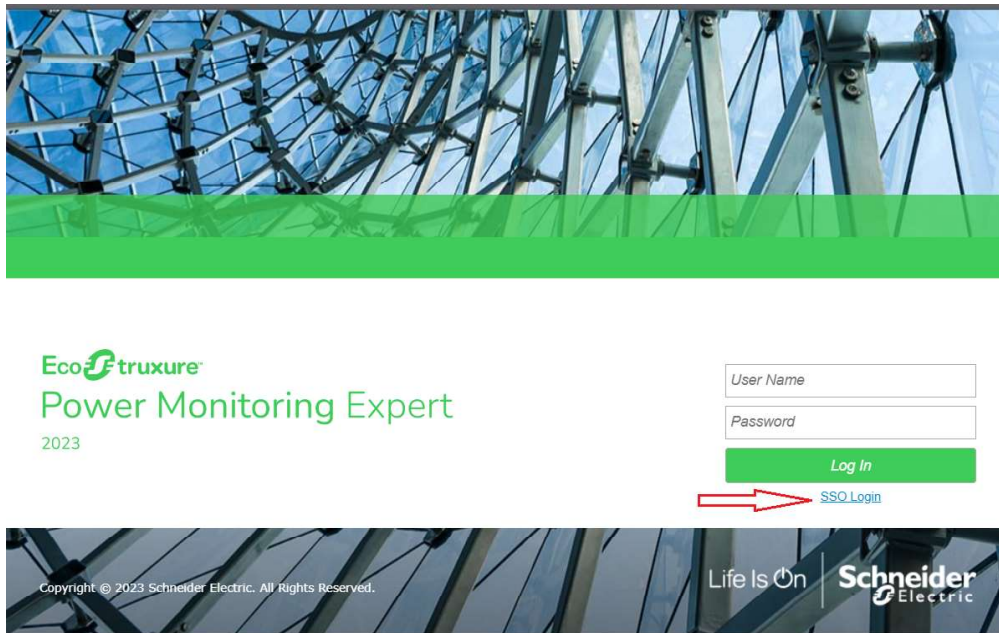 EcoStruxure™
Power Monitoring Expert
2023
User Name
Password
Log In
SSO Login
Copyright © 2023 Schneider Electric. All Rights Reserved.
Life Is On
Schneider
Electric